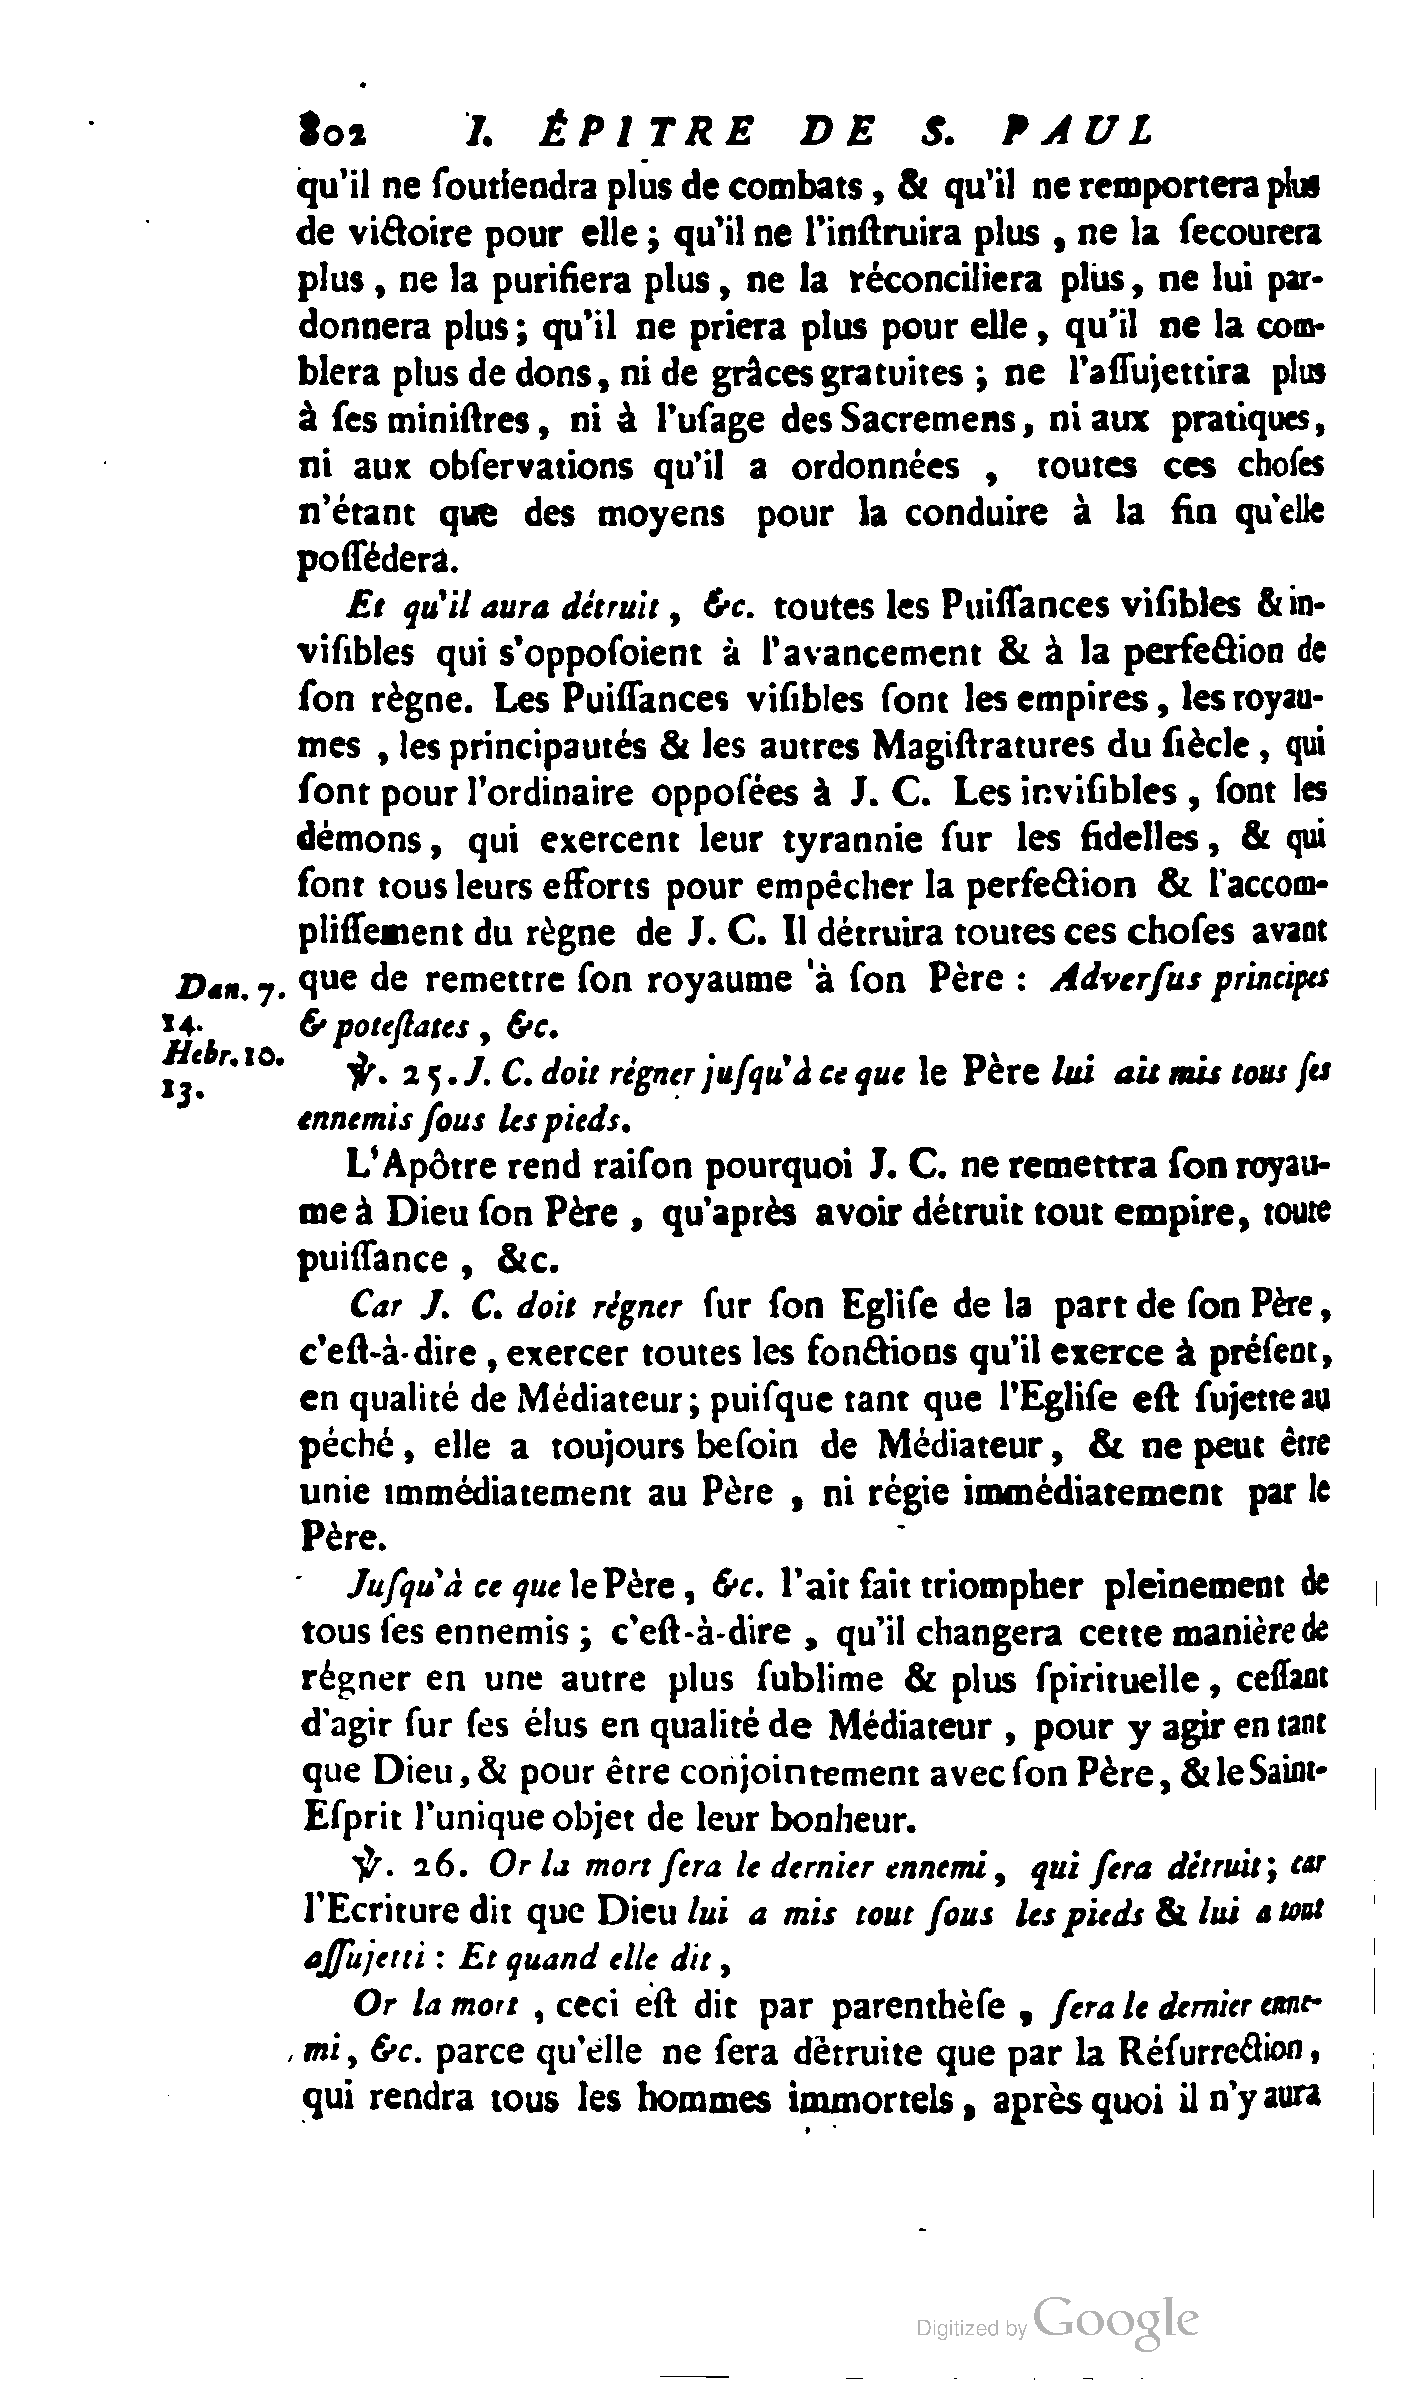 802 I. ÉPITRE DE S. PAUL
qu'il ne ſoutiendra plus de combats, & qu'il ne remportera plus
de victoire pour elle; qu'il ne l'inſtruira plus, ne la ſecourera
plus, ne la purifiera plus, ne la réconciliera plus, ne lui par-
donnera plus; qu'il ne priera plus pour elle, qu'il ne la com-
blera plus de dons, ni de grâces gratuites; ne l'aſſujettira plus
à ſes miniſtres, ni à l'uſage des Sacremens, ni aux pratiques,
ni aux obſervations qu'il a ordonnées, toutes ces choſes
n'étant que des moyens pour la conduire à la fin qu'elle
poſſédera.
Et qu'il aura détruit, &c. toutes les Puiſſances viſibles & in-
viſibles qui s'oppoſoient à l'avancement & à la perfection de
ſon règne. Les Puiſſances viſibles ſont les empires, les royau-
mes, les principautés & les autres Magiſtratures du ſiècle, qui
ſont pour l'ordinaire oppoſées à J. C. Les inviſibles, ſont les
démons, qui exercent leur tyrannie ſur les fidelles, & qui
font tous leurs efforts pour empêcher la perfection & l'accom-
pliſſement du règne de J. C. Il détruira toutes ces choſes avant
Dan. 7. que de remettre ſon royaume à ſon Père : Adverſus principes
14. & poteſtates, &c.
Hebr. 10.
℣. 25. J. C. doit régner juſqu'à ce que le Père lui ait mis tous ſes
13.
ennemis ſous les pieds.
L'Apôtre rend raiſon pourquoi J. C. ne remettra ſon royau-
me à Dieu ſon Père, qu'après avoir détruit tout empire, toute
puiſſance, &c.
Car J. C. doit régner ſur ſon Egliſe de la part de ſon Père,
c'eſt-à-dire, exercer toutes les fonctions qu'il exerce à préſent,
en qualité de Médiateur; puiſque tant que l'Egliſe eſt ſujette au
péché, elle a toujours beſoin de Médiateur, & ne peut être
unie immédiatement au Père, ni régie immédiatement par le
Père.
Juſqu'à ce que le Père, &c. l'ait fait triompher pleinement de
tous ſes ennemis; c'eſt-à-dire, qu'il changera cette manière de
régner en une autre plus ſublime & plus ſpirituelle, ceſſant
d'agir ſur ſes élus en qualité de Médiateur, pour y agir en tant
que Dieu, & pour être conjointement avec ſon Père, & le Saint-
Eſprit l'unique objet de leur bonheur.
℣. 26. Or la mort ſera le dernier ennemi, qui ſera détruit; car
l'Ecriture dit que Dieu lui a mis tout ſous les pieds & lui a tout
aſſujetti : Et quand elle dit,
Or la mort, ceci eſt dit par parenthèſe, ſera le dernier enne-
mi, &c. parce qu'elle ne ſera détruite que par la Réſurrection,
qui rendra tous les hommes immortels, après quoi il n'y aura
Digitized by Google